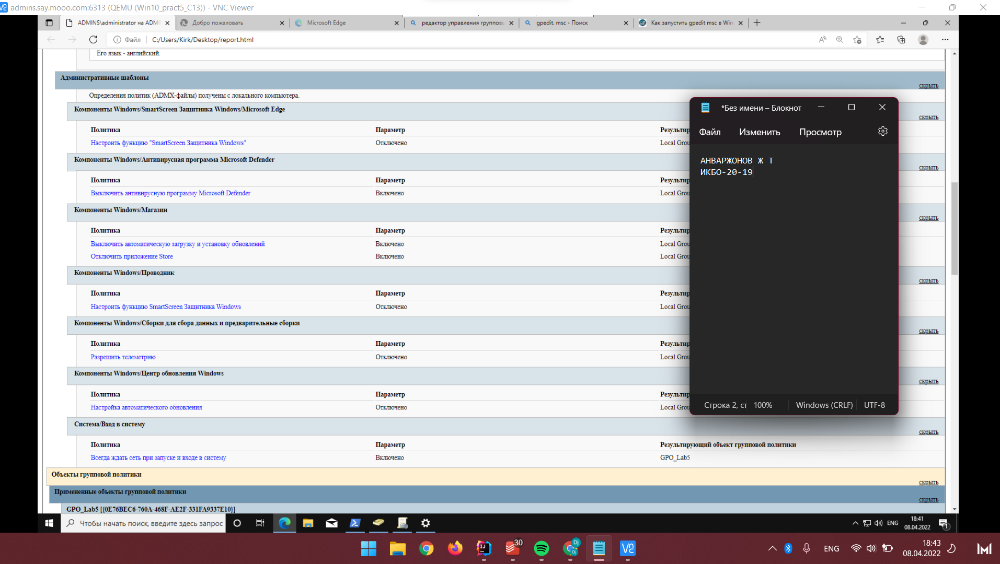 admins.say.mooo.com:6313 (QEMU (Win10_pract5_C13)) - VNC Viewer
ADMINS\administrator на ADMI
Добро пожаловать
Microsoft Edge
редактор управления группов
gpedit. msc - Поиск
Как запустить gpedit msc в Win
Файл
C:/Users/Kirk/Desktop/report.html
Его язык - английский.
Административные шаблоны
скрыть
Определения политик (ADMX-файлы) получены с локального компьютера.
Компоненты Windows/SmartScreen Защитника Windows/Microsoft Edge
скрыть
Политика Параметр Результир
Настроить функцию "SmartScreen Защитника Windows" Отключено Local Grou
Компоненты Windows/Антивирусная программа Microsoft Defender
скрыть
Политика Параметр Результир
Выключить антивирусную программу Microsoft Defender Включено Local Grou
Компоненты Windows/Магазин
скрыть
Политика Параметр Результир
Выключить автоматическую загрузку и установку обновлений Включено Local Grou
Отключить приложение Store Включено Local Grou
Компоненты Windows/Проводник
скрыть
Политика Параметр Результир
Настроить функцию SmartScreen Защитника Windows Отключено Local Grou
Компоненты Windows/Сборки для сбора данных и предварительные сборки
скрыть
Политика Параметр Результир
Разрешить телеметрию Отключено Local Grou
Компоненты Windows/Центр обновления Windows
скрыть
Политика Параметр Результир
Настройка автоматического обновления Отключено Local Grou
Система/Вход в систему
скрыть
Политика Параметр Результирующий объект групповой политики
Всегда ждать сеть при запуске и входе в систему Включено GPO_Lab5
Объекты групповой политики
скрыть
Примененные объекты групповой политики
скрыть
GPO_Lab5 [{0E76BEC6-760A-468F-AE2F-331FA9337E10}]
*Без имени – Блокнот
Файл Изменить Просмотр
АНВАРЖОНОВ Ж Т
ИКБО-20-19
Строка 2, ст 100% Windows (CRLF) UTF-8
Чтобы начать поиск, введите здесь запрос
ENG
18:41
08.04.2022
1
30
Dj
Dj
ENG
18:43
08.04.2022